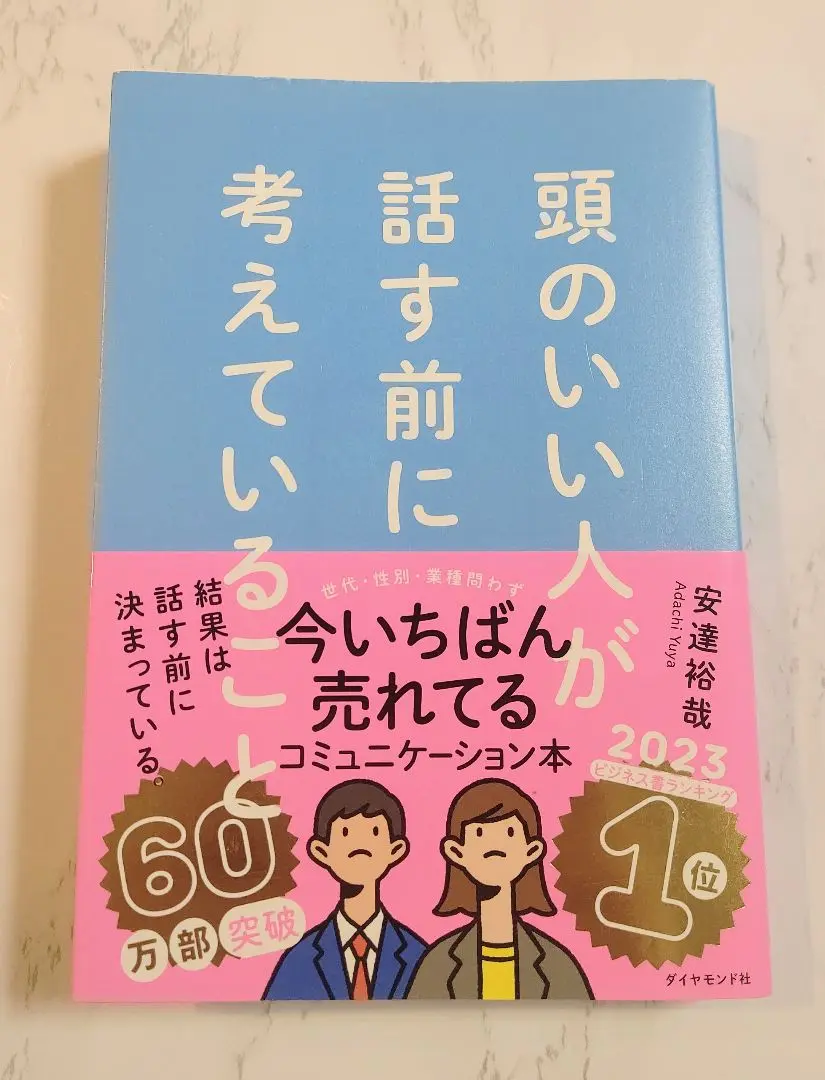 頭のいい人が
話す前に
考えていること
安達裕哉
Adachi Yuya
世代・性別・業種問わず
今いちばん
売れてる
コミュニケーション本
結果は
話す前に
決まっている。
2023
ビジネス書ランキング
1位
60
万部突破
ダイヤモンド社